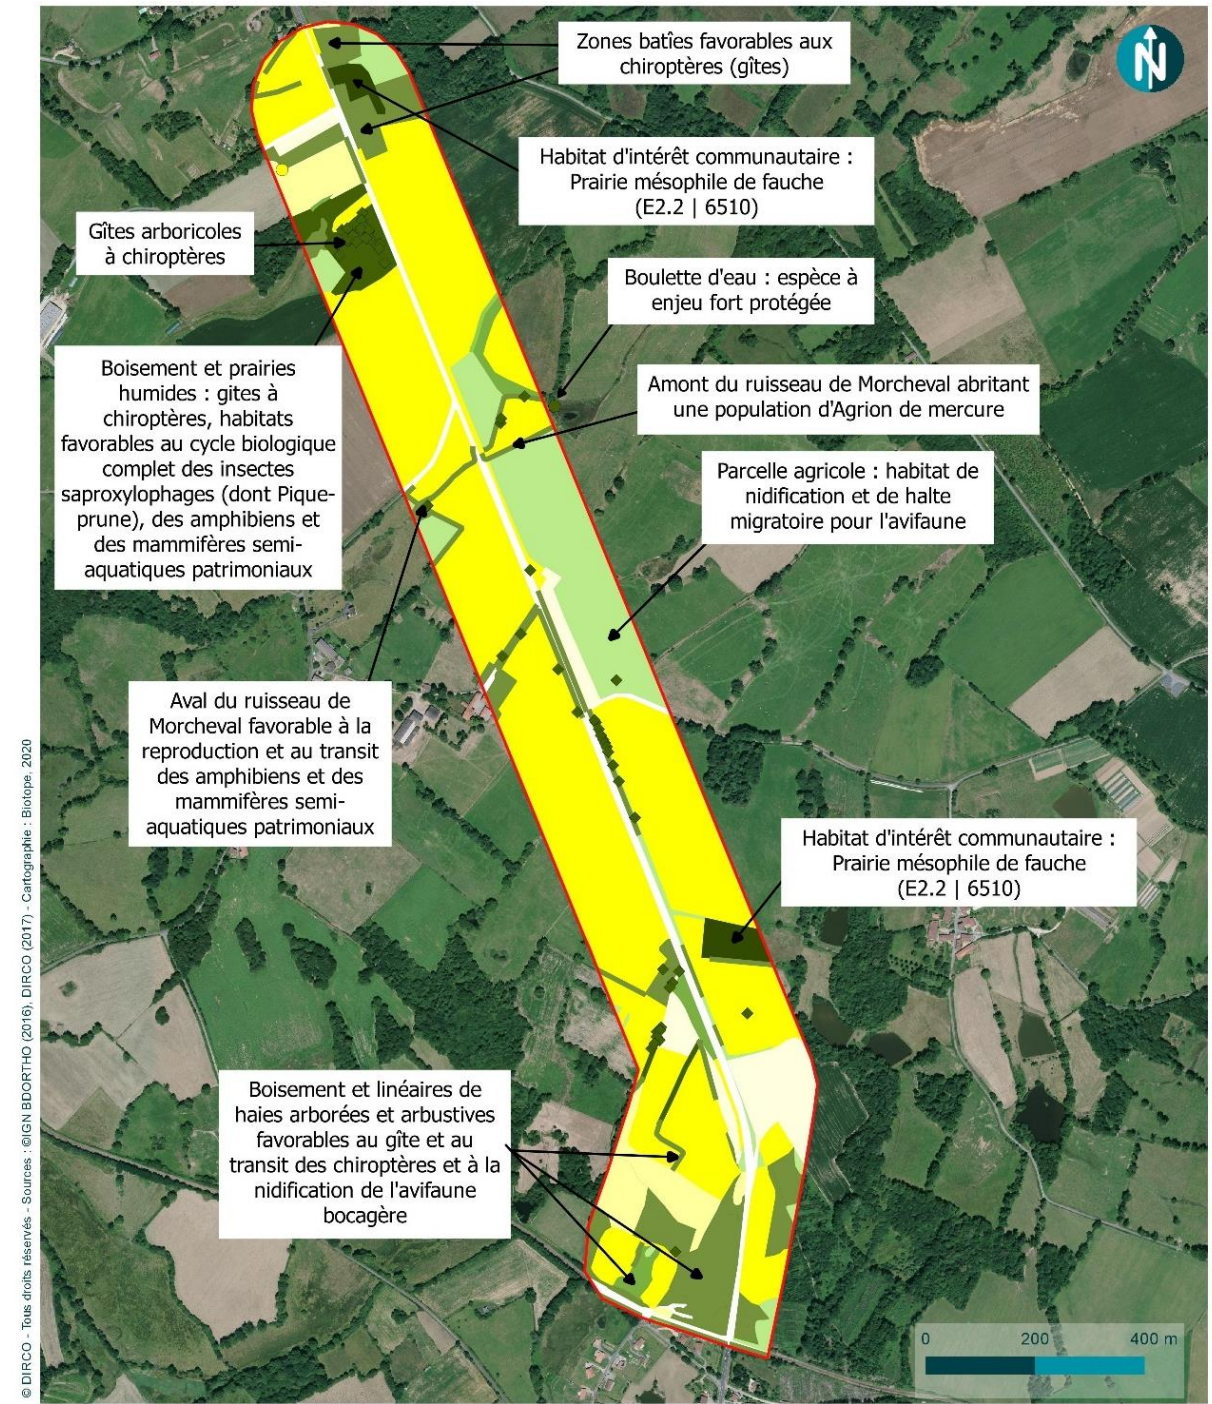 Zones batîes favorables aux
chiroptères (gîtes)
Habitat d'intérêt communautaire :
Prairie mésophile de fauche
(E2.2 | 6510)
Gîtes arboricoles
à chiroptères
Boulette d'eau : espèce à
enjeu fort protégée
Boisement et prairies
humides : gites à
chiroptères, habitats
favorables au cycle biologique
complet des insectes
saproxylophages (dont Pique-
prune), des amphibiens et
des mammifères semi-
aquatiques patrimoniaux
Amont du ruisseau de Morcheval abritant
une population d'Agrion de mercure
Parcelle agricole : habitat de
nidification et de halte
migratoire pour l'avifaune
Aval du ruisseau de
Morcheval favorable à la
reproduction et au transit
des amphibiens et des
mammifères semi-
aquatiques patrimoniaux
Habitat d'intérêt communautaire :
Prairie mésophile de fauche
(E2.2 | 6510)
Boisement et linéaires de
haies arborées et arbustives
favorables au gîte et au
transit des chiroptères et à la
nidification de l'avifaune
bocagère
0 200 400 m
© DIRCO - Tous droits réservés - Sources : ©IGN BDORTHO (2016), DIRCO (2017) - Cartographie : Biotope, 2020
N